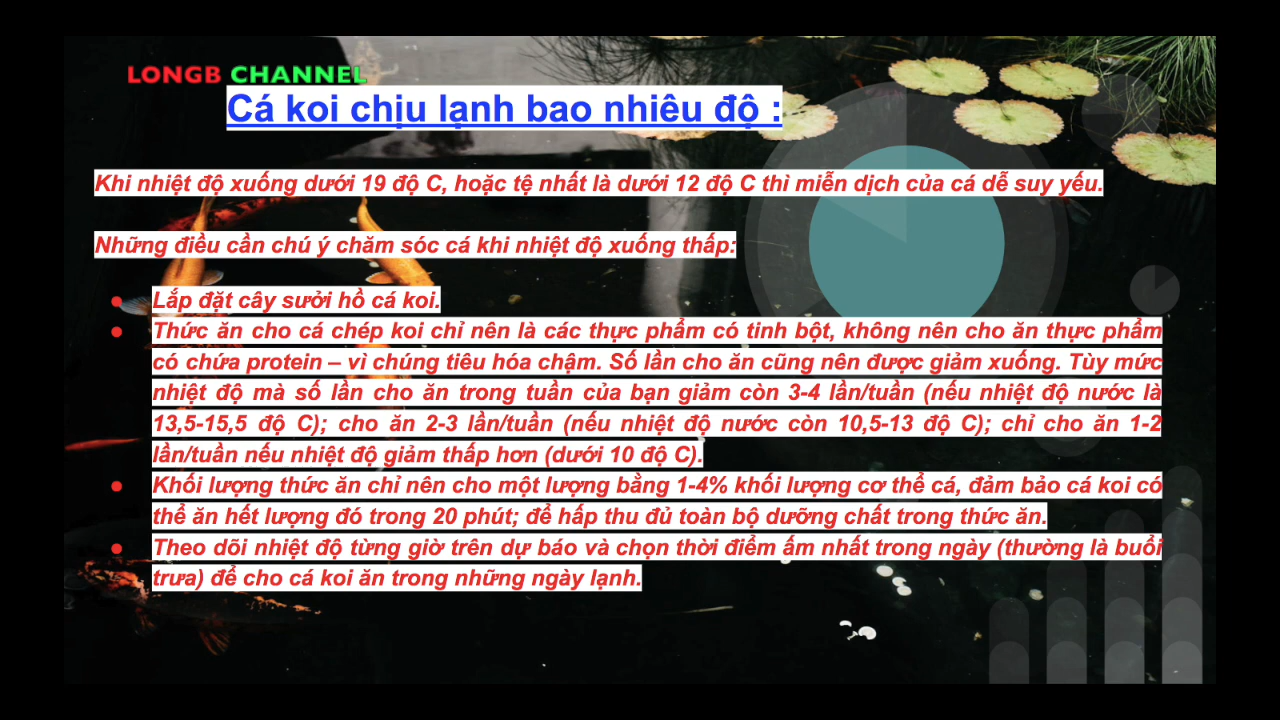 LONGB CHANNEL
Cá koi chịu lạnh bao nhiêu độ :
Khi nhiệt độ xuống dưới 19 độ C, hoặc tệ nhất là dưới 12 độ C thì miễn dịch của cá dễ suy yếu.
Những điều cần chú ý chăm sóc cá khi nhiệt độ xuống thấp:
● Lắp đặt cây sưởi hồ cá koi.
● Thức ăn cho cá chép koi chỉ nên là các thực phẩm có tinh bột, không nên cho ăn thực phẩm
có chứa protein – vì chúng tiêu hóa chậm. Số lần cho ăn cũng nên được giảm xuống. Tùy mức
nhiệt độ mà số lần cho ăn trong tuần của bạn giảm còn 3-4 lần/tuần (nếu nhiệt độ nước là
13,5-15,5 độ C); cho ăn 2-3 lần/tuần (nếu nhiệt độ nước còn 10,5-13 độ C); chỉ cho ăn 1-2
lần/tuần nếu nhiệt độ giảm thấp hơn (dưới 10 độ C).
● Khối lượng thức ăn chỉ nên cho một lượng bằng 1-4% khối lượng cơ thể cá, đảm bảo cá koi có
thể ăn hết lượng đó trong 20 phút; để hấp thu đủ toàn bộ dưỡng chất trong thức ăn.
● Theo dõi nhiệt độ từng giờ trên dự báo và chọn thời điểm ấm nhất trong ngày (thường là buổi
trưa) để cho cá koi ăn trong những ngày lạnh.